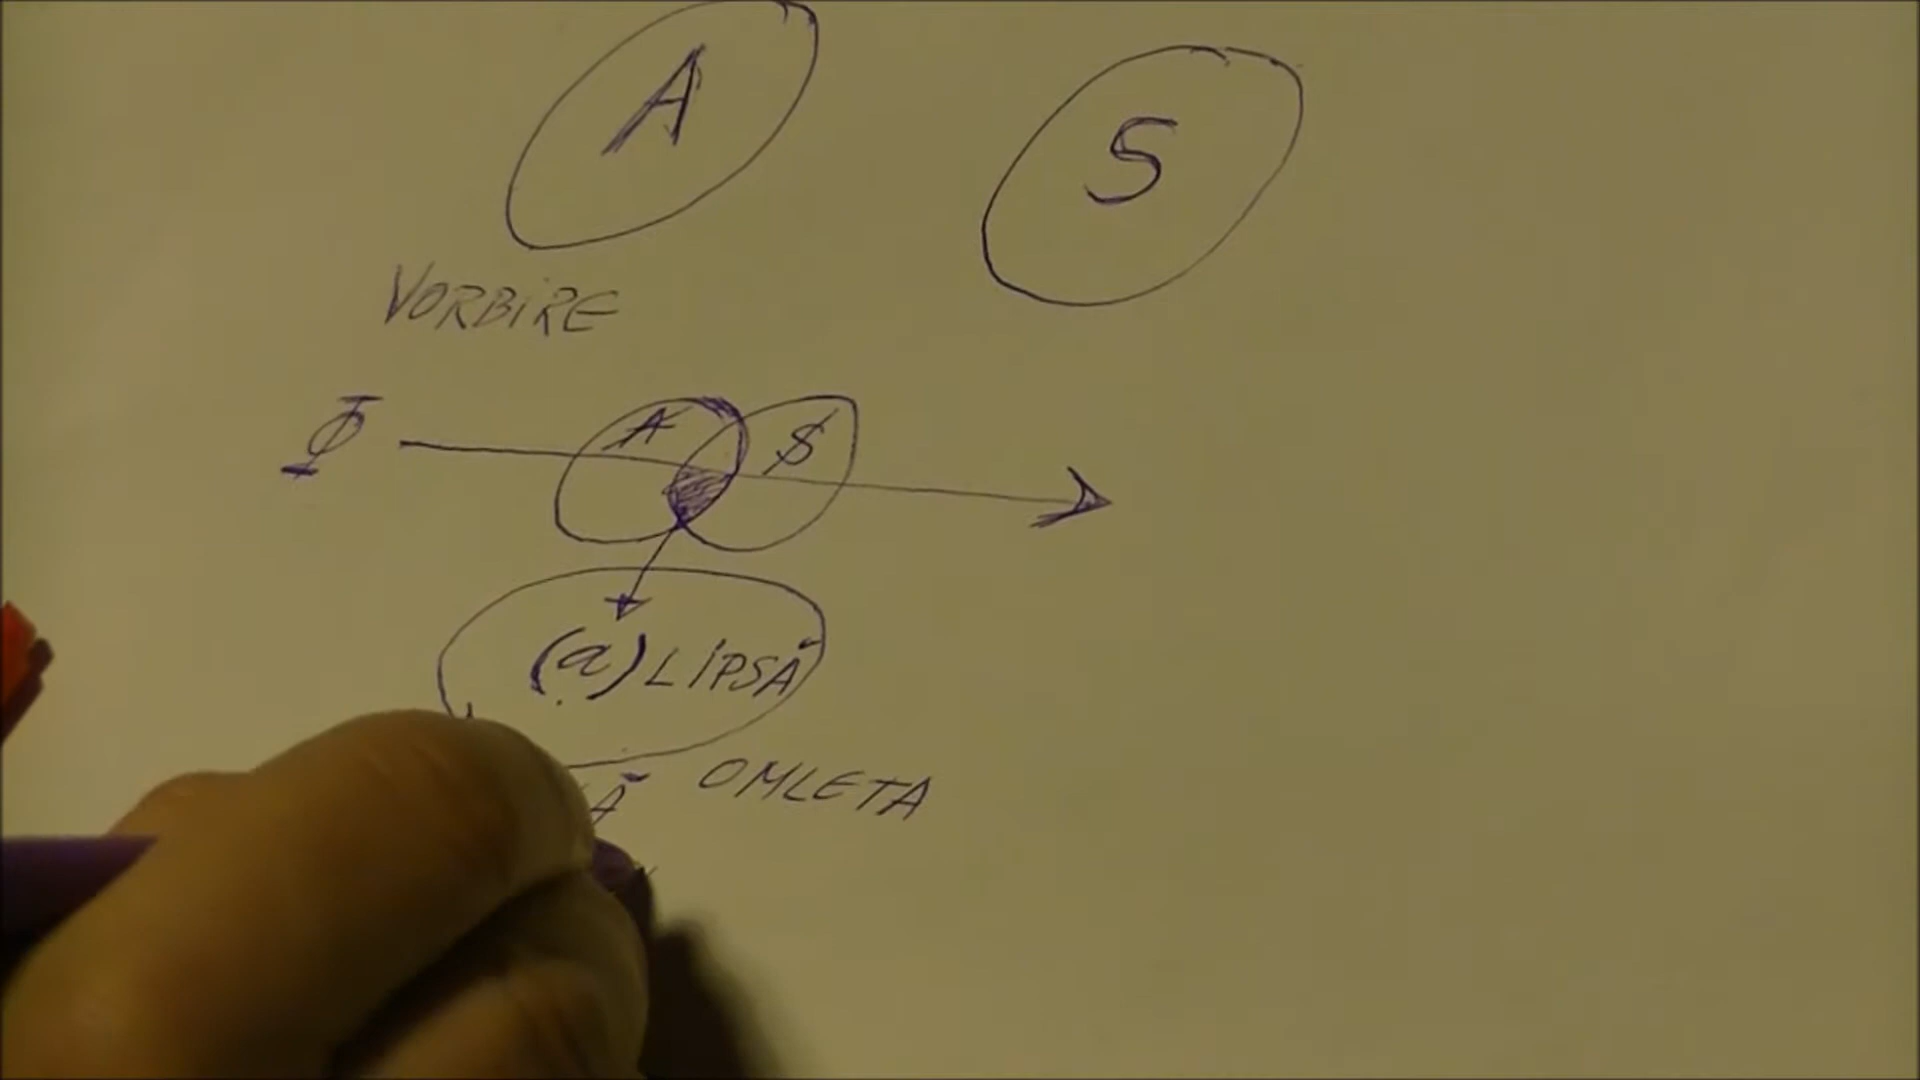 A
S
VORBIRE
Φ A $
(a) LIPSĂ
OMLETA